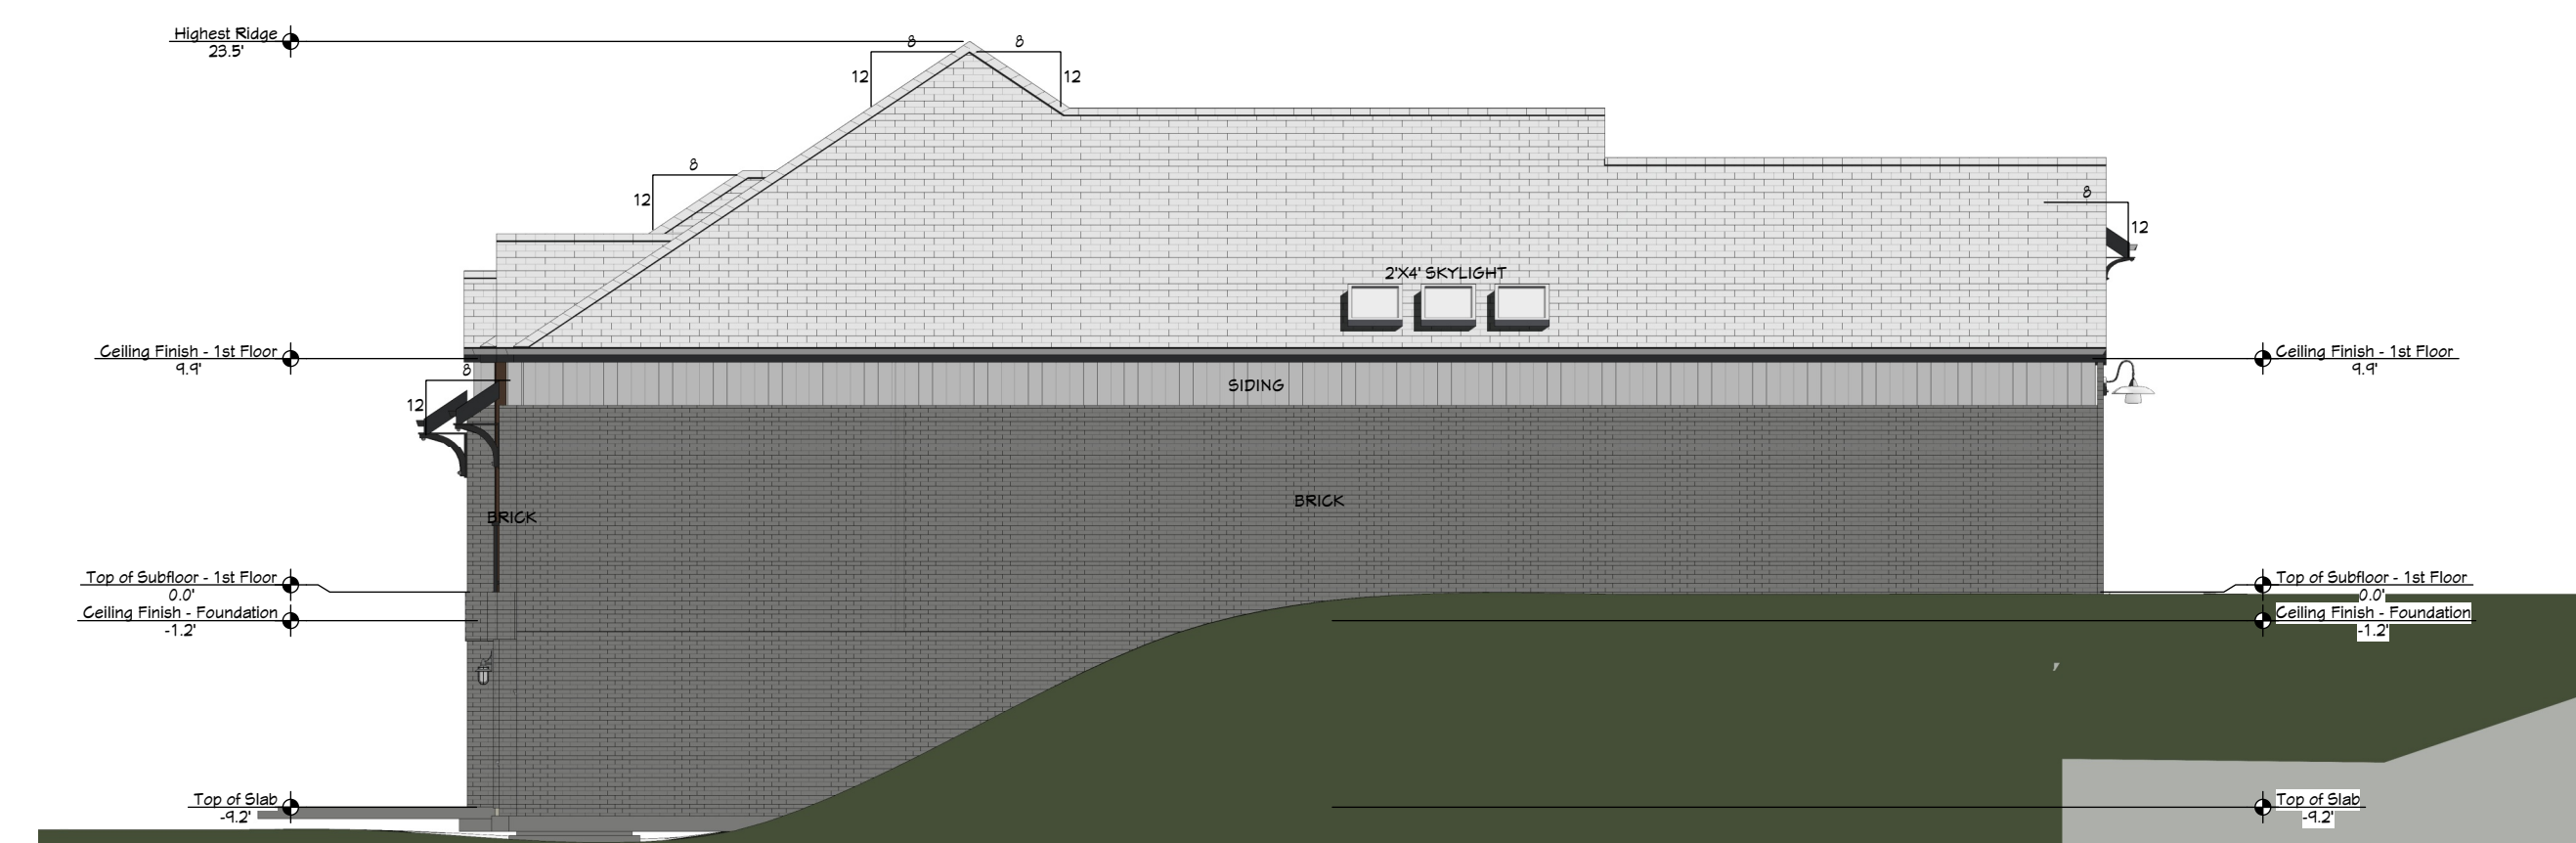 Highest Ridge
23.5'
8
8
12
12
8
12
8
12
2'X4' SKYLIGHT
Ceiling Finish - 1st Floor
9.9'
Ceiling Finish - 1st Floor
9.9'
8
12
SIDING
BRICK
BRICK
Top of Subfloor - 1st Floor
0.0'
Top of Subfloor - 1st Floor
0.0'
Ceiling Finish - Foundation
-1.2'
Ceiling Finish - Foundation
-1.2'
Top of Slab
-9.2'
Top of Slab
-9.2'